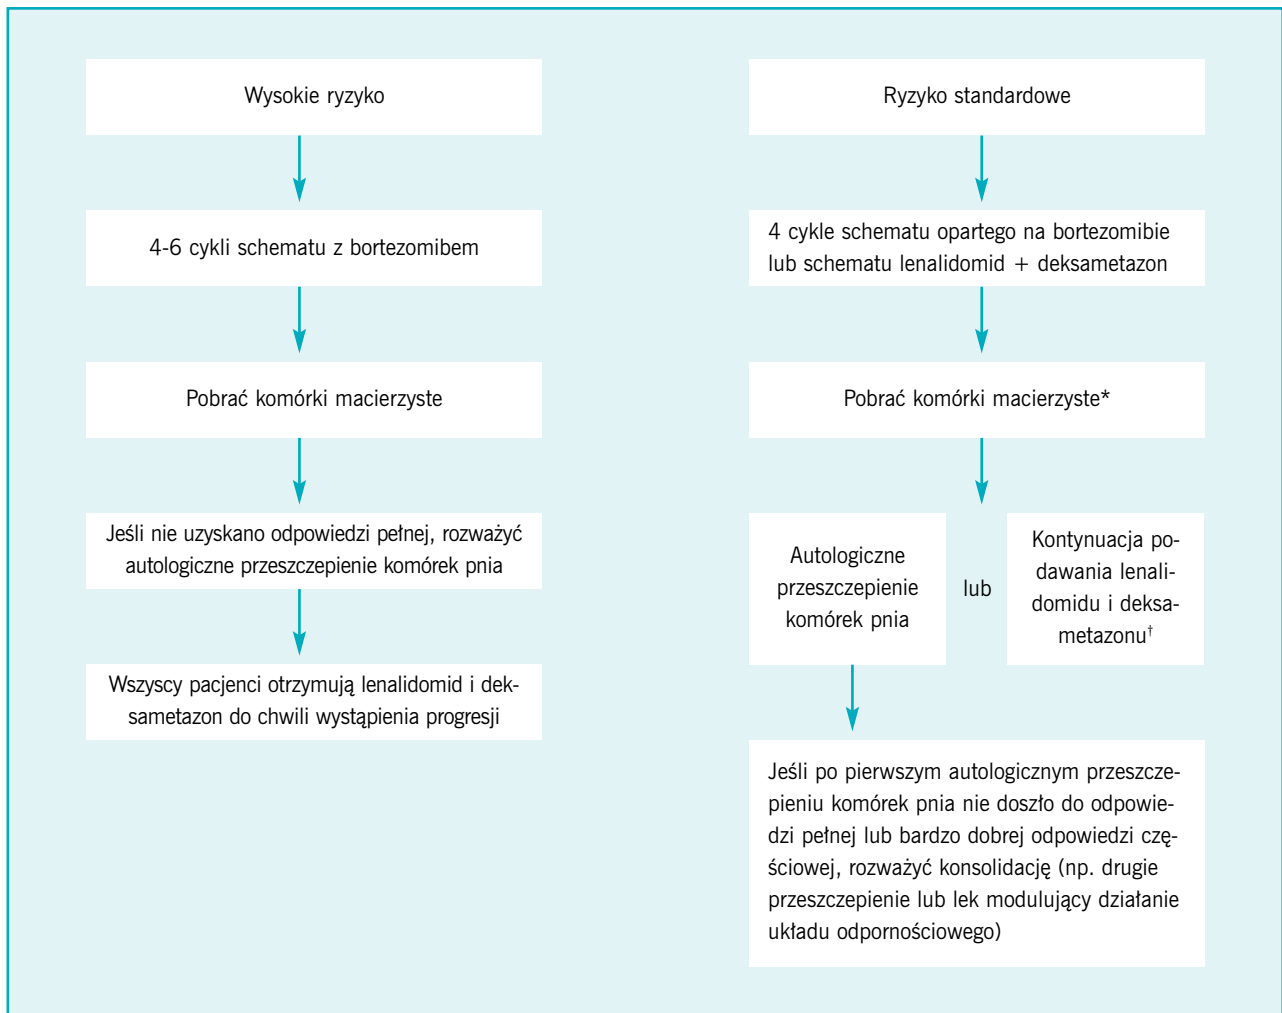 Wysokie ryzyko
4-6 cykli schematu z bortezomibem
Pobrać komórki macierzyste
Jeśli nie uzyskano odpowiedzi pełnej, rozważyć
autologiczne przeszczepienie komórek pnia
Wszyscy pacjenci otrzymują lenalidomid i dek-
sametazon do chwili wystąpienia progresji
Ryzyko standardowe
4 cykle schematu opartego na bortezomibie
lub schematu lenalidomid + deksametazon
Pobrać komórki macierzyste*
Autologiczne
przeszczepienie
komórek pnia
lub
Kontynuacja po-
dawania lenali-
domidu i deksa-
metazonu†
Jeśli po pierwszym autologicznym przeszcze-
pieniu komórek pnia nie doszło do odpowie-
dzi pełnej lub bardzo dobrej odpowiedzi czę-
ściowej, rozważyć konsolidację (np. drugie
przeszczepienie lub lek modulujący działanie
układu odpornościowego)